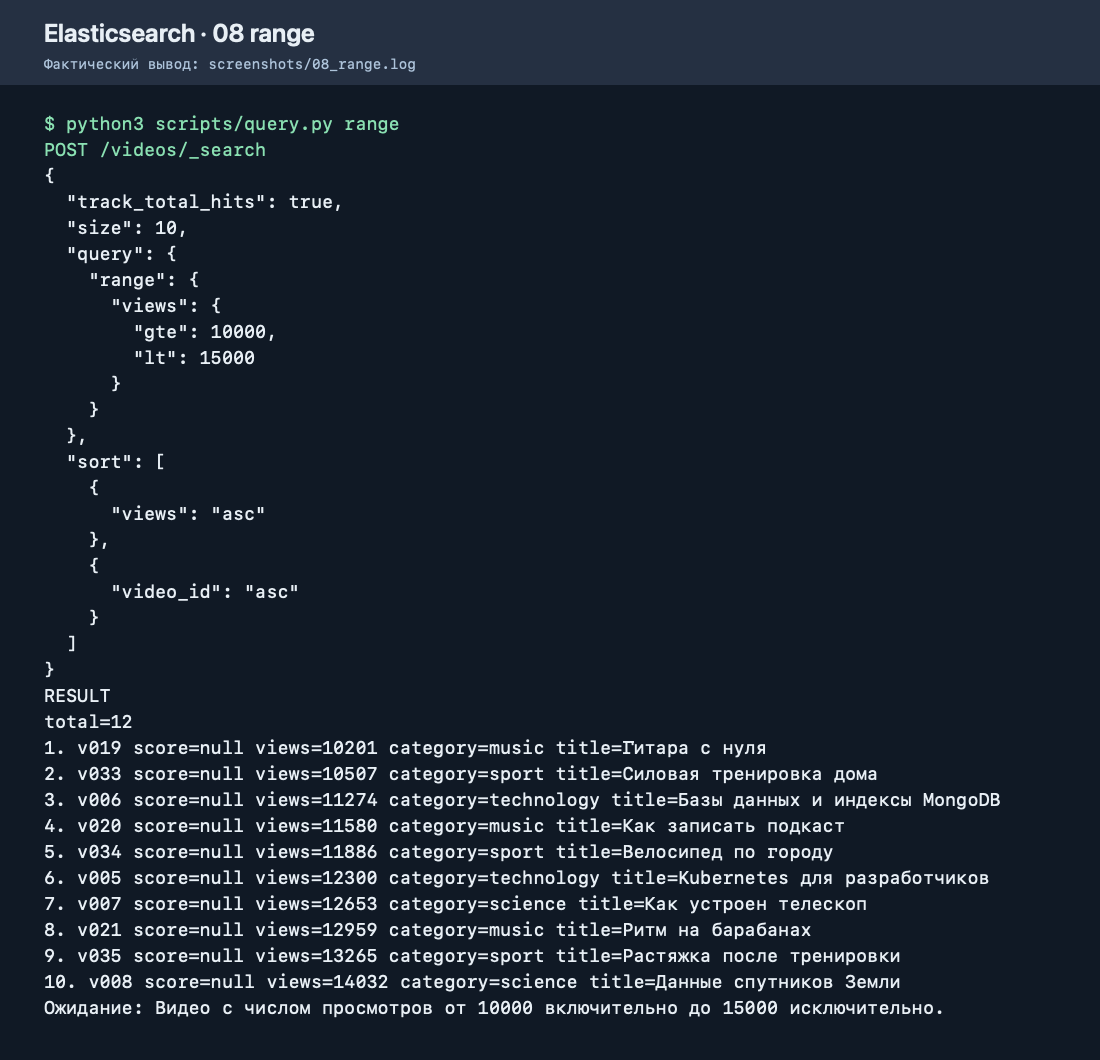 Elasticsearch · 08 range
Фактический вывод: screenshots/08_range.log
$ python3 scripts/query.py range
POST /videos/_search
{
  "track_total_hits": true,
  "size": 10,
  "query": {
    "range": {
      "views": {
        "gte": 10000,
        "lt": 15000
      }
    }
  },
  "sort": [
    {
      "views": "asc"
    },
    {
      "video_id": "asc"
    }
  ]
}
RESULT
total=12
1. v019 score=null views=10201 category=music title=Гитара с нуля
2. v033 score=null views=10507 category=sport title=Силовая тренировка дома
3. v006 score=null views=11274 category=technology title=Базы данных и индексы MongoDB
4. v020 score=null views=11580 category=music title=Как записать подкаст
5. v034 score=null views=11886 category=sport title=Велосипед по городу
6. v005 score=null views=12300 category=technology title=Kubernetes для разработчиков
7. v007 score=null views=12653 category=science title=Как устроен телескоп
8. v021 score=null views=12959 category=music title=Ритм на барабанах
9. v035 score=null views=13265 category=sport title=Растяжка после тренировки
10. v008 score=null views=14032 category=science title=Данные спутников Земли
Ожидание: Видео с числом просмотров от 10000 включительно до 15000 исключительно.